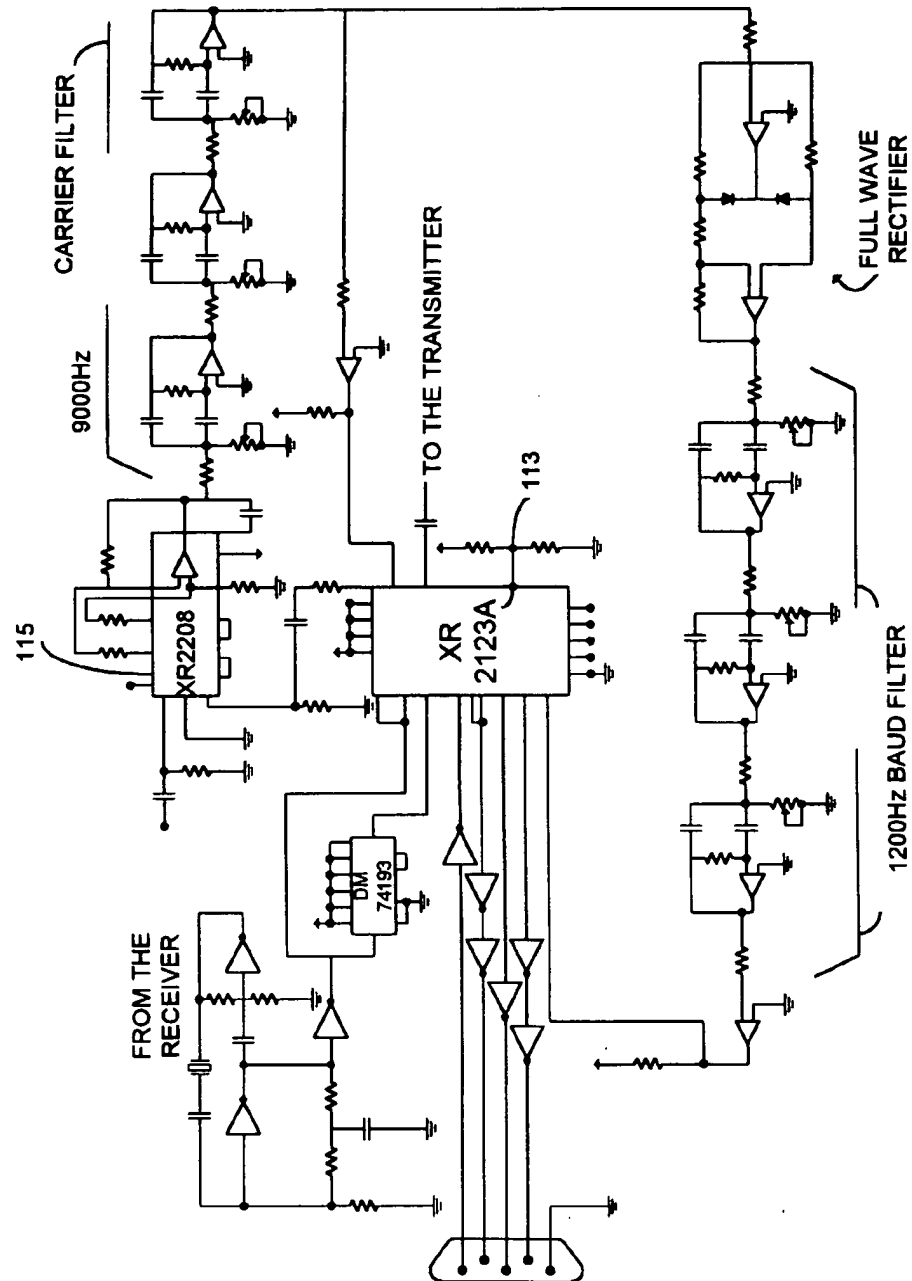 CARRIER FILTER
9000Hz
115
XR2208
TO THE TRANSMITTER
113
XR
2123A
FULL WAVE
RECTIFIER
FROM THE
RECEIVER
DM
74193
1200Hz BAUD FILTER